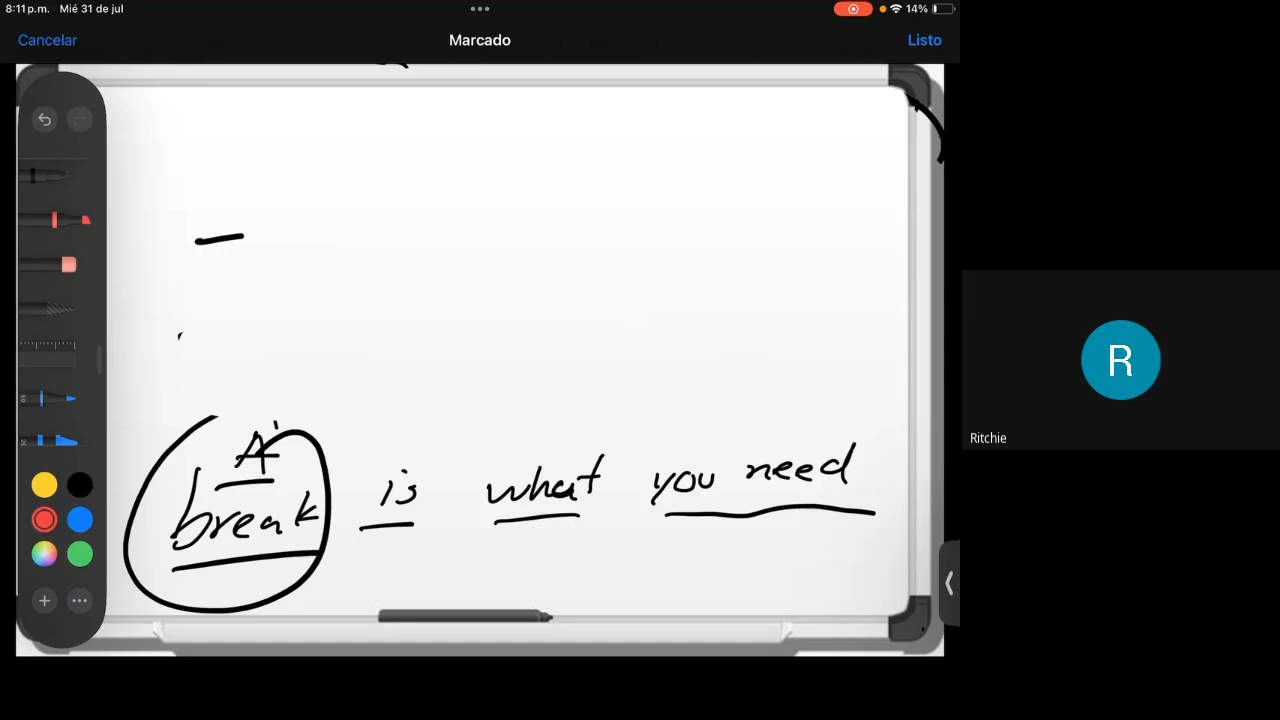 8:11 p.m. Mié 31 de jul
14%
Cancelar
Marcado
Listo
A
break is what you need
R
Ritchie